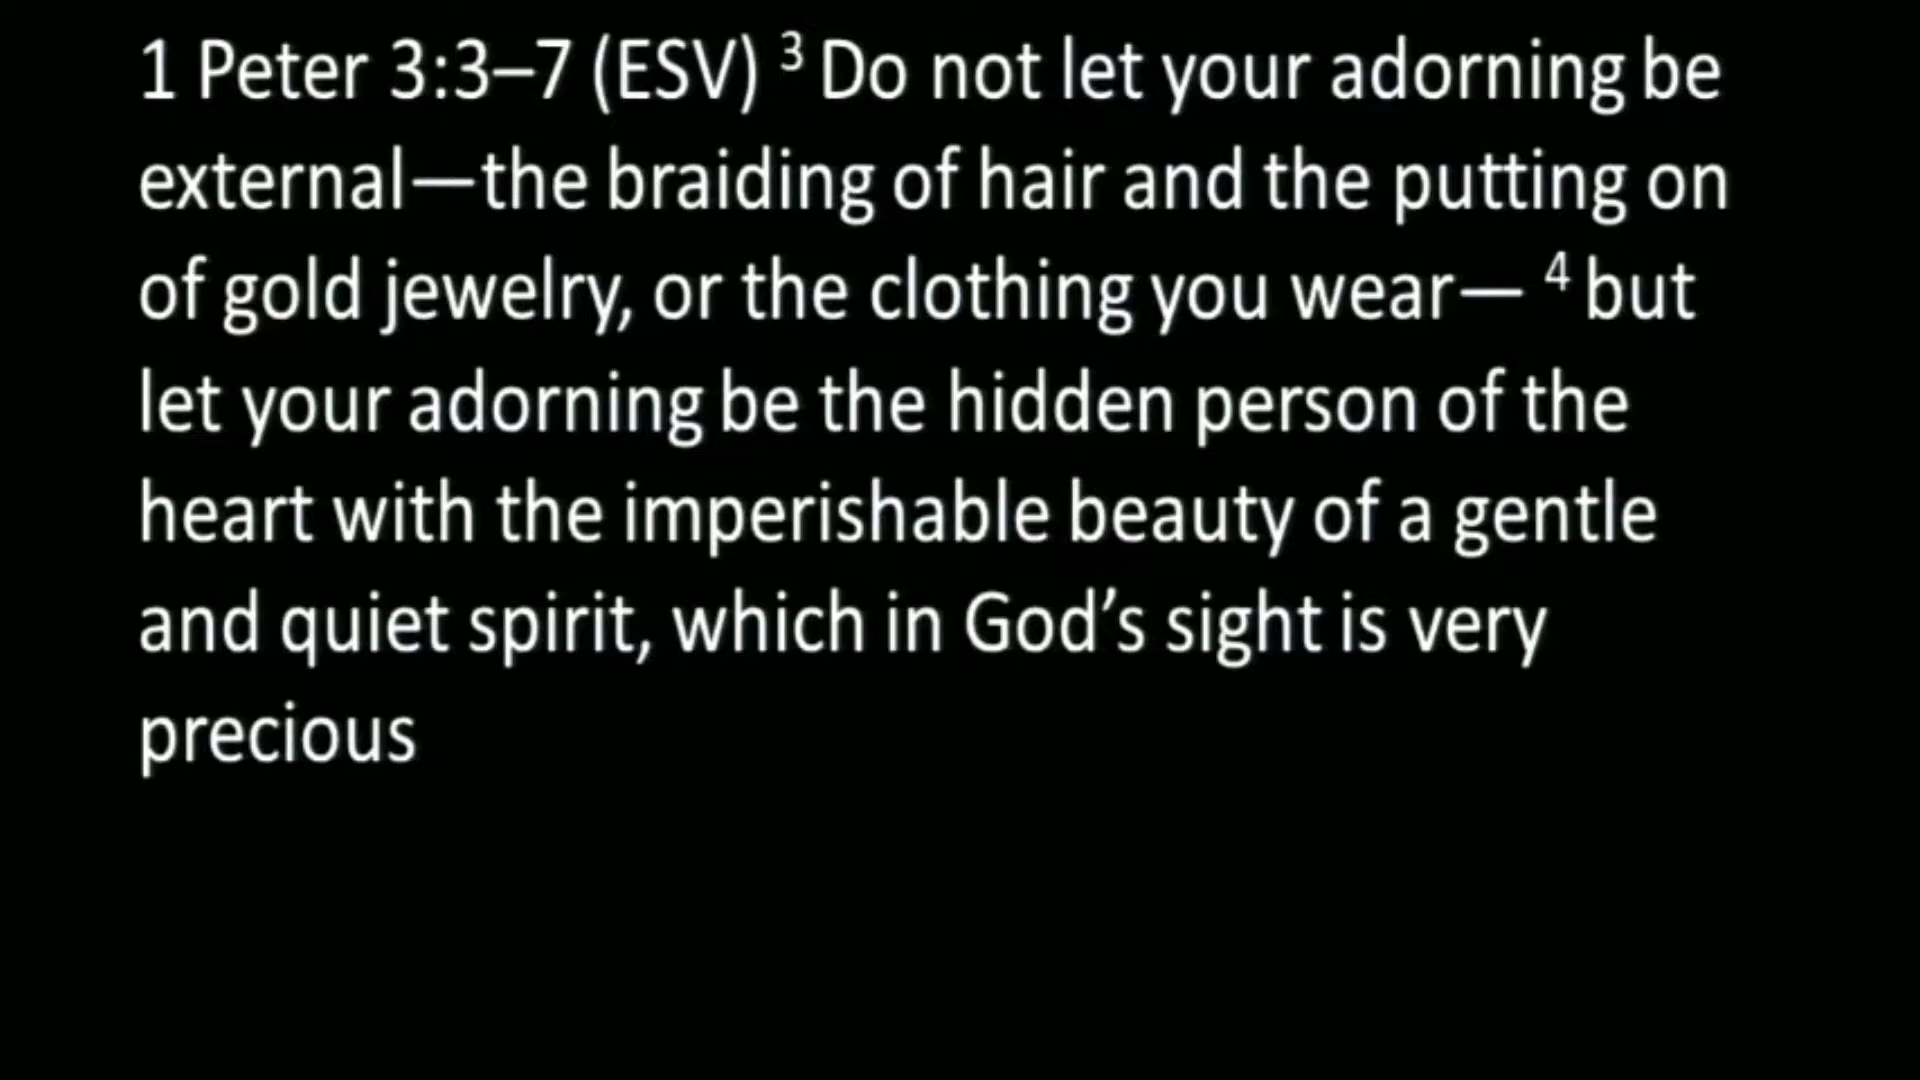 1 Peter 3:3–7 (ESV) ³ Do not let your adorning be
external—the braiding of hair and the putting on
of gold jewelry, or the clothing you wear— ⁴ but
let your adorning be the hidden person of the
heart with the imperishable beauty of a gentle
and quiet spirit, which in God’s sight is very
precious